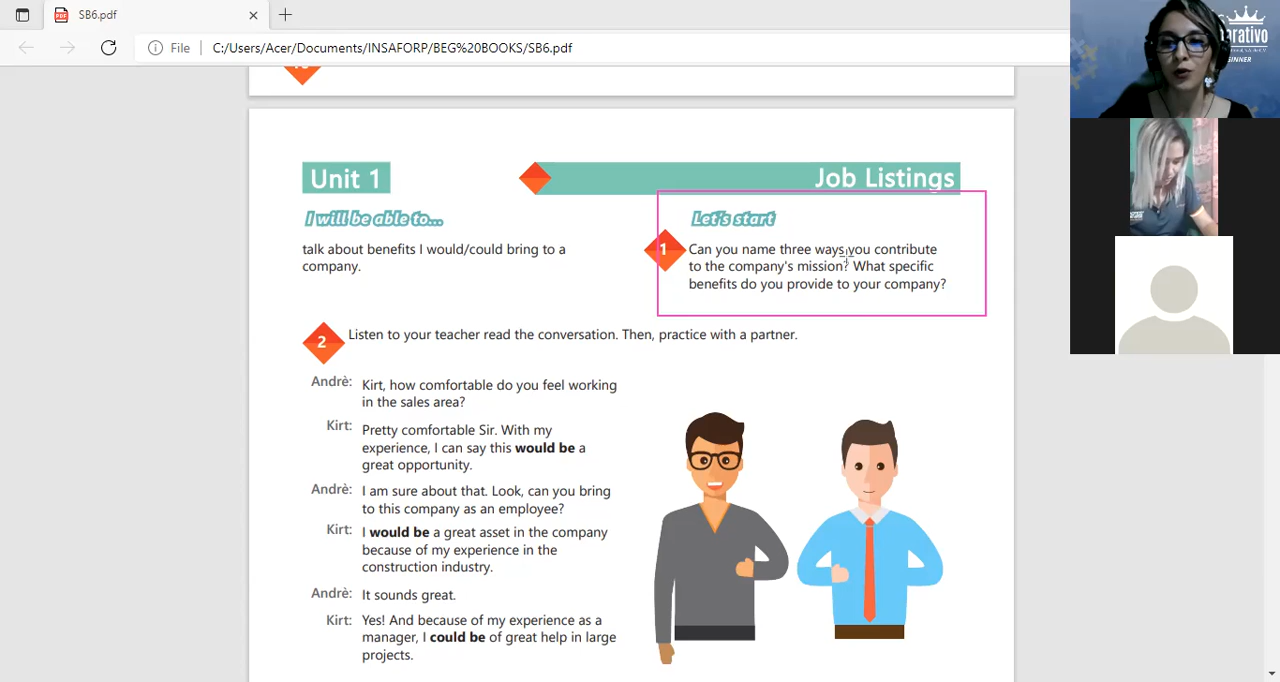 SB6.pdf
File C:/Users/Acer/Documents/INSAFORP/BEG%20BOOKS/SB6.pdf
Unit 1
Job Listings
I will be able to...
talk about benefits I would/could bring to a
company.
Let's start
1 Can you name three ways you contribute
to the company's mission? What specific
benefits do you provide to your company?
2 Listen to your teacher read the conversation. Then, practice with a partner.
Andrè: Kirt, how comfortable do you feel working
in the sales area?
Kirt: Pretty comfortable Sir. With my
experience, I can say this would be a
great opportunity.
Andrè: I am sure about that. Look, can you bring
to this company as an employee?
Kirt: I would be a great asset in the company
because of my experience in the
construction industry.
Andrè: It sounds great.
Kirt: Yes! And because of my experience as a
manager, I could be of great help in large
projects.